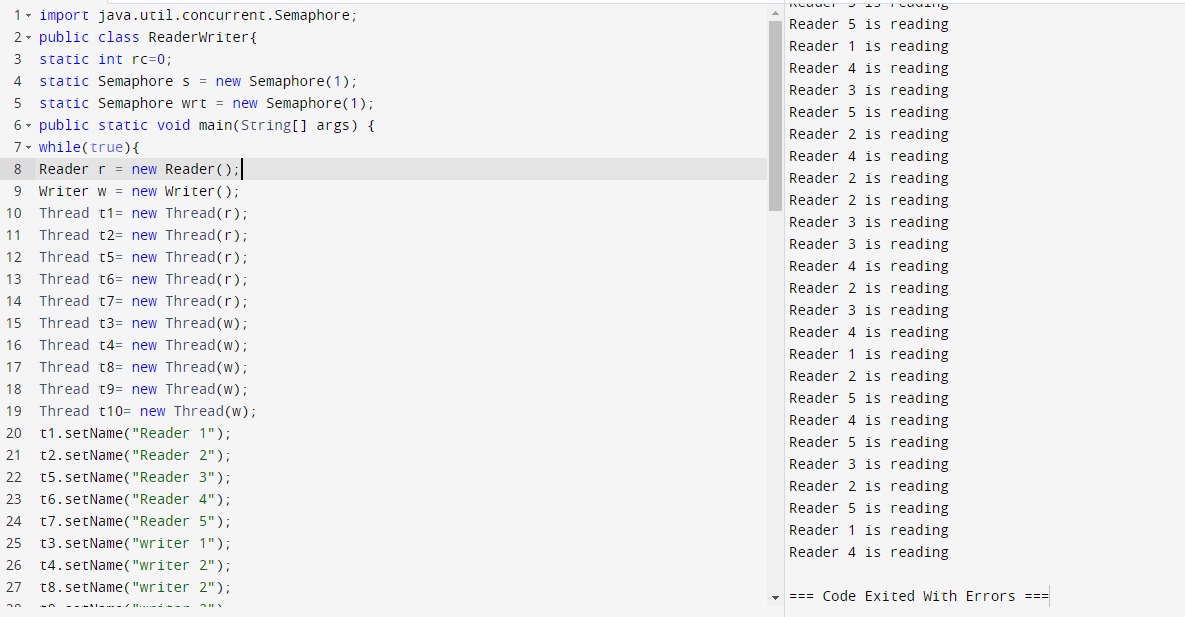 1 import java.util.concurrent.Semaphore;
2 public class ReaderWriter{
3 static int rc=0;
4 static Semaphore s = new Semaphore(1);
5 static Semaphore wrt = new Semaphore(1);
6 public static void main(String[] args) {
7 while(true){
8 Reader r = new Reader();
9 Writer w = new Writer();
10 Thread t1= new Thread(r);
11 Thread t2= new Thread(r);
12 Thread t5= new Thread(r);
13 Thread t6= new Thread(r);
14 Thread t7= new Thread(r);
15 Thread t3= new Thread(w);
16 Thread t4= new Thread(w);
17 Thread t8= new Thread(w);
18 Thread t9= new Thread(w);
19 Thread t10= new Thread(w);
20 t1.setName("Reader 1");
21 t2.setName("Reader 2");
22 t5.setName("Reader 3");
23 t6.setName("Reader 4");
24 t7.setName("Reader 5");
25 t3.setName("writer 1");
26 t4.setName("writer 2");
27 t8.setName("writer 2");
is reading
Reader 5 is reading
Reader 1 is reading
Reader 4 is reading
Reader 3 is reading
Reader 5 is reading
Reader 2 is reading
Reader 4 is reading
Reader 2 is reading
Reader 2 is reading
Reader 3 is reading
Reader 3 is reading
Reader 4 is reading
Reader 2 is reading
Reader 3 is reading
Reader 4 is reading
Reader 1 is reading
Reader 2 is reading
Reader 5 is reading
Reader 4 is reading
Reader 5 is reading
Reader 3 is reading
Reader 2 is reading
Reader 5 is reading
Reader 1 is reading
Reader 4 is reading
=== Code Exited With Errors ===